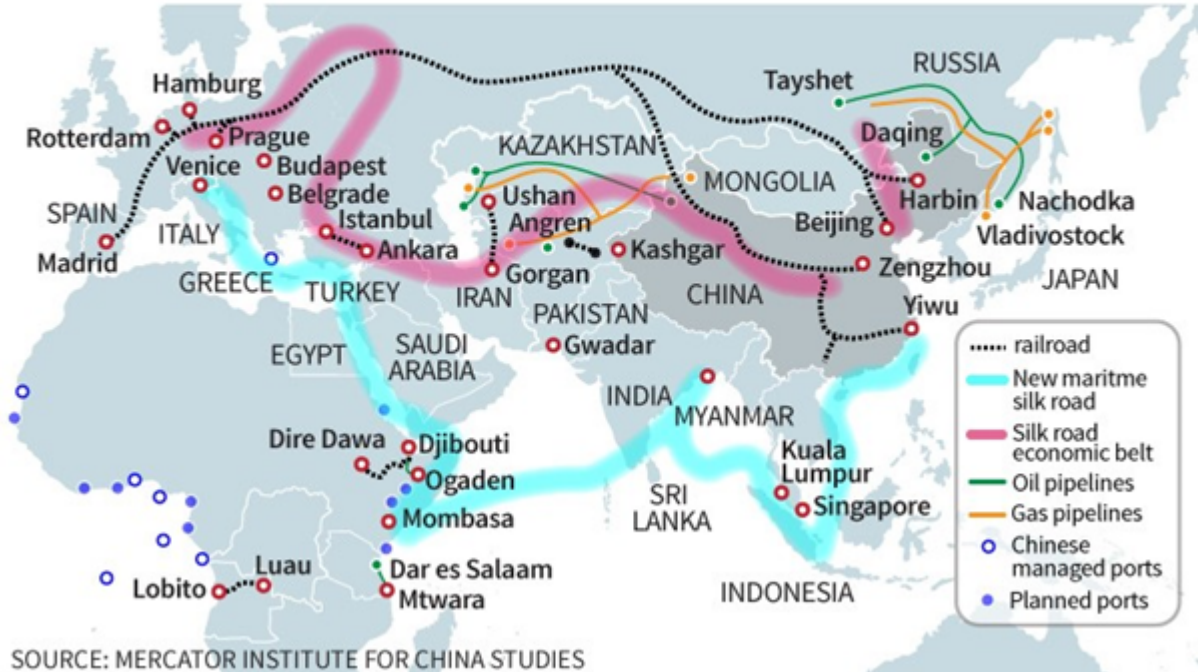 Hamburg
Rotterdam
Prague
Venice
Budapest
Belgrade
SPAIN
Istanbul
Madrid
ITALY
Ankara
GREECE
TURKEY
KAZAKHSTAN
Ushan
Angren
Gorgan
IRAN
Kashgar
PAKISTAN
Gwadar
CHINA
MONGOLIA
Tayshet
RUSSIA
Daqing
Harbin
Beijing
Nachodka
Vladivostock
Zengzhou
JAPAN
Yiwu
EGYPT
SAUDI
ARABIA
INDIA
MYANMAR
Dire Dawa
Djibouti
Ogaden
Mombasa
SRI
LANKA
Kuala
Lumpur
Singapore
Lobito
Luau
Dar es Salaam
Mtwara
INDONESIA
railroad
New maritme
silk road
Silk road
economic belt
Oil pipelines
Gas pipelines
Chinese
managed ports
Planned ports
SOURCE: MERCATOR INSTITUTE FOR CHINA STUDIES